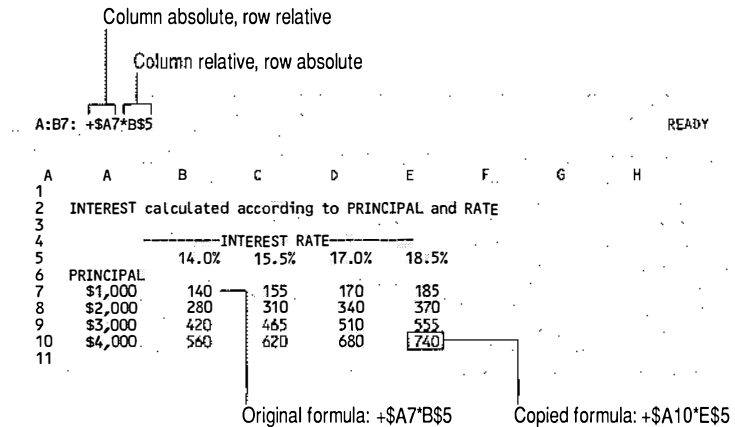 Column absolute, row relative
Column relative, row absolute
A:B7: +$A7*B$5 READY
A A B C D E F G H
1
2 INTEREST calculated according to PRINCIPAL and RATE
3
4 ---------INTEREST RATE----------
5 14.0% 15.5% 17.0% 18.5%
6 PRINCIPAL
7 $1,000 140 155 170 185
8 $2,000 280 310 340 370
9 $3,000 420 465 510 555
10 $4,000 560 620 680 740
11
Original formula: +$A7*B$5 Copied formula: +$A10*E$5